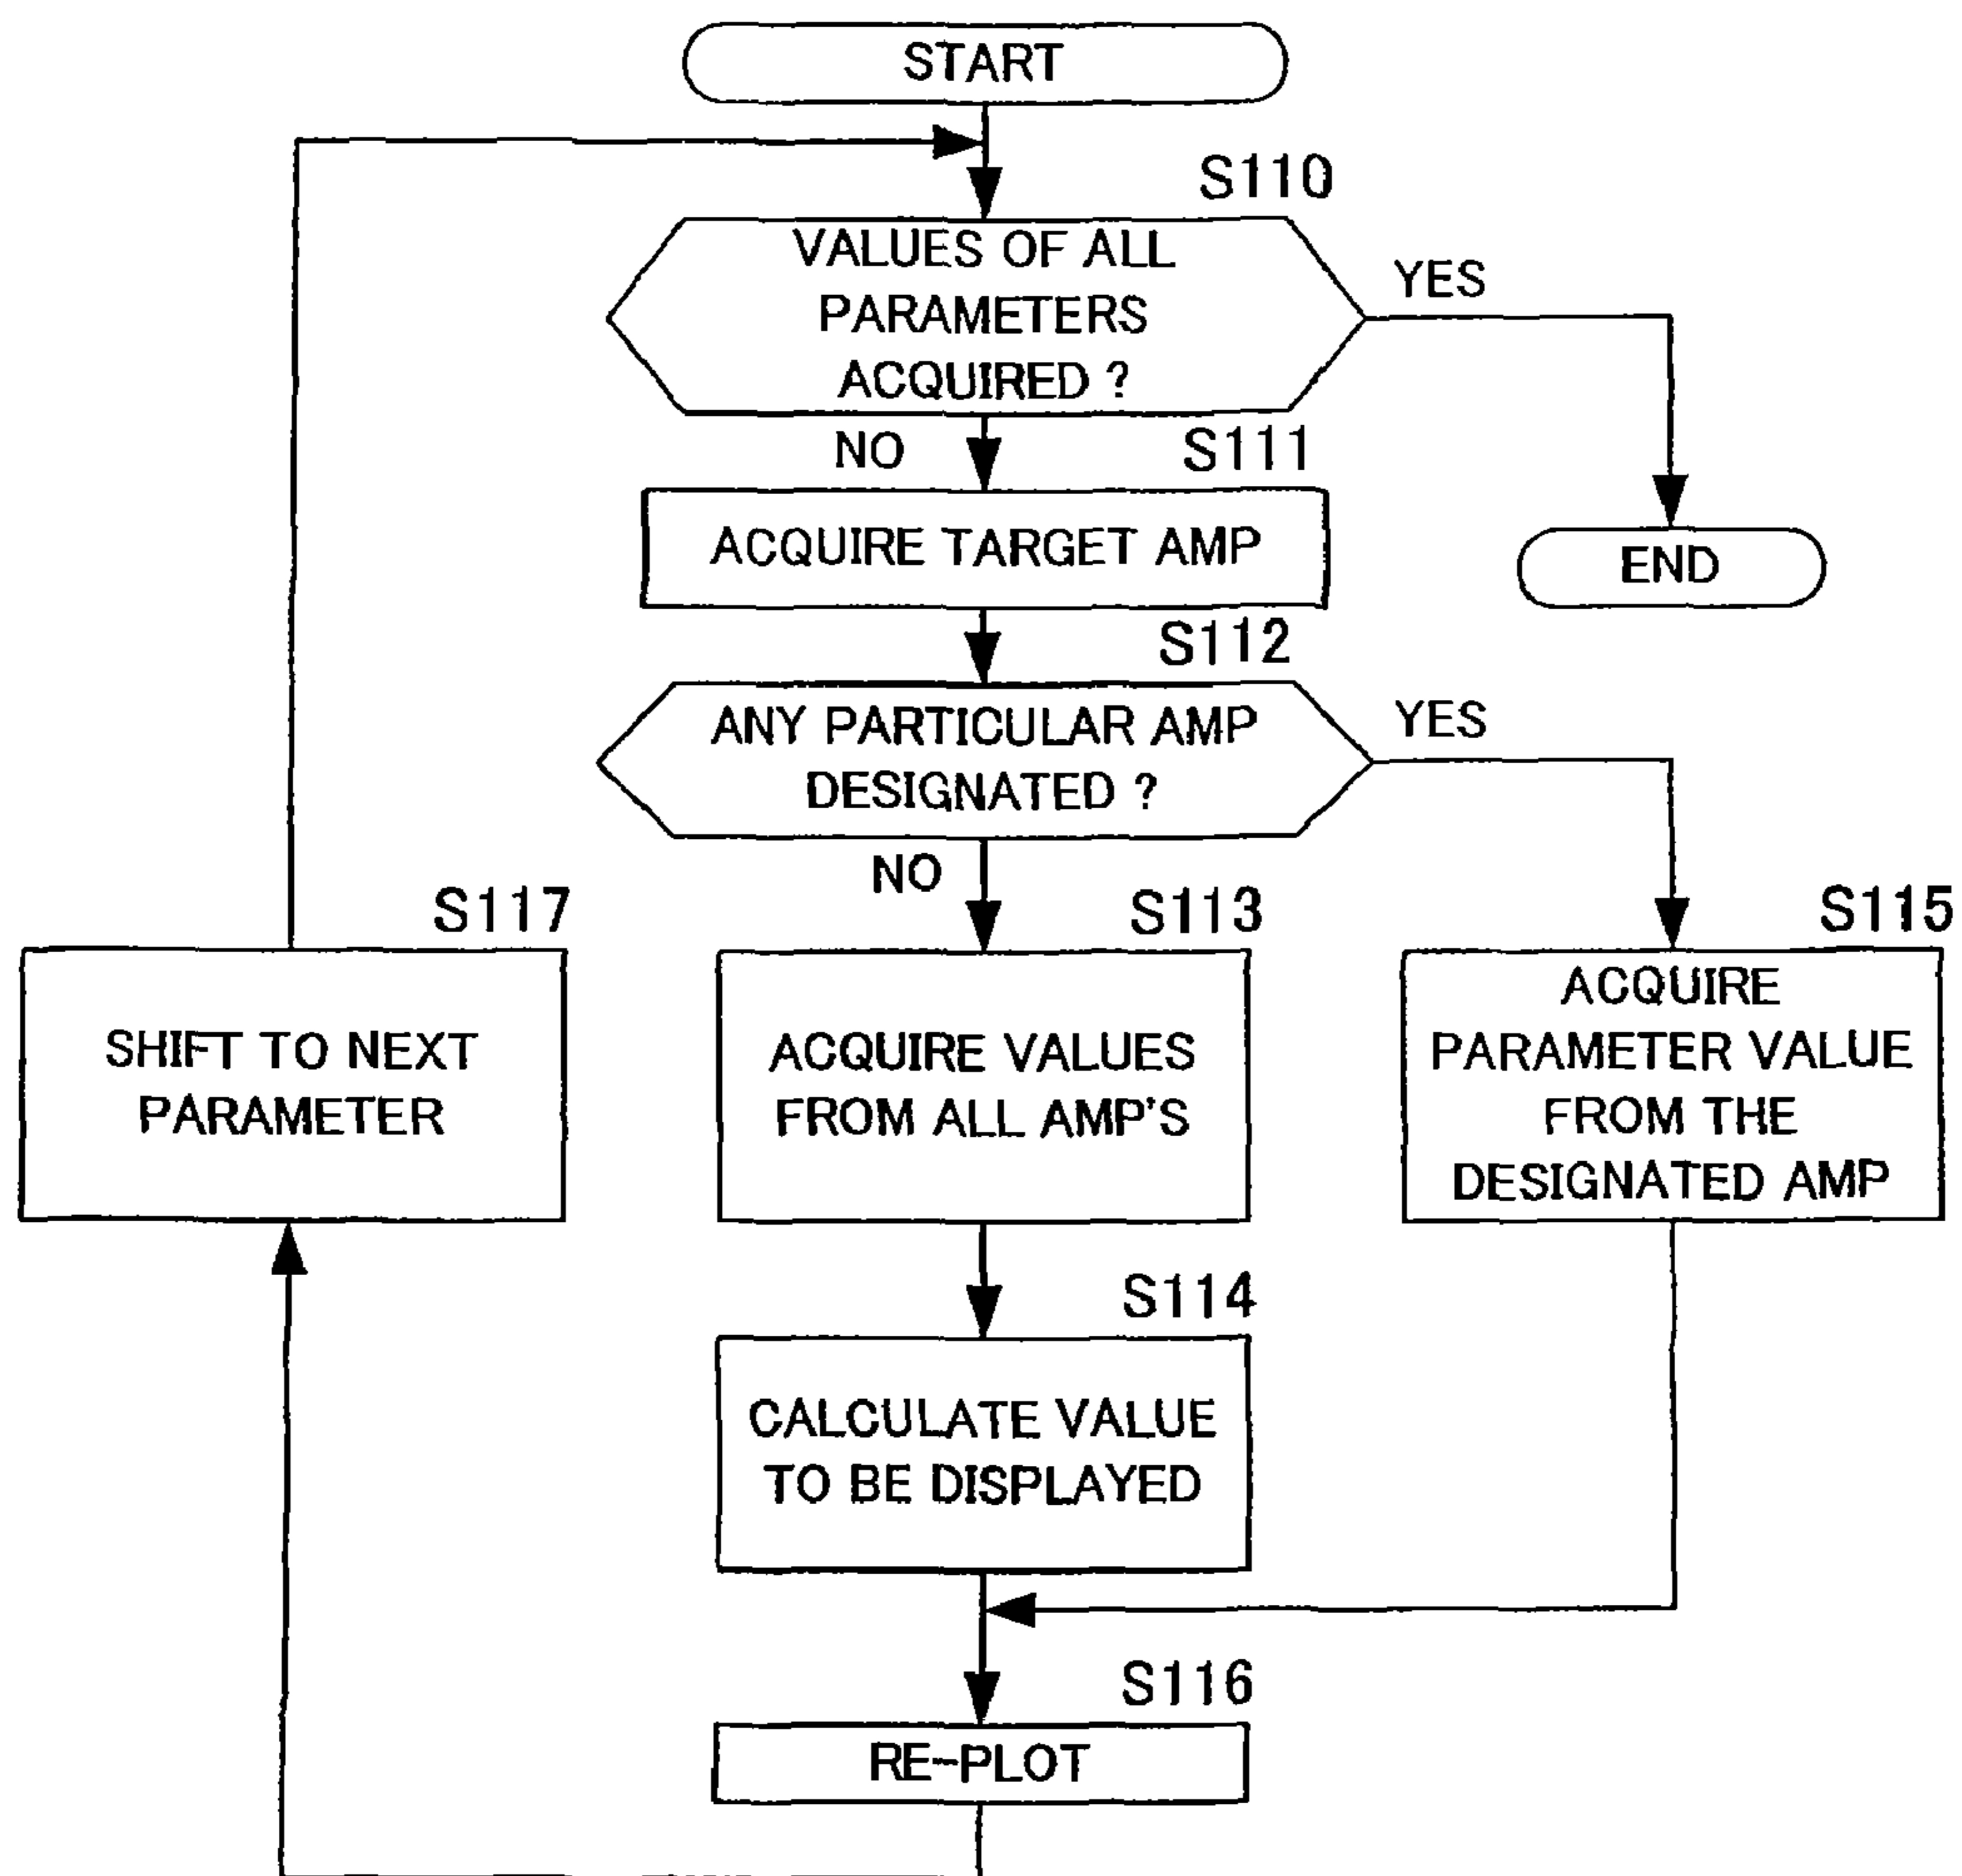 START
S110
VALUES OF ALL
PARAMETERS
ACQUIRED ?
YES
NO
S111
ACQUIRE TARGET AMP
END
S112
ANY PARTICULAR AMP
DESIGNATED ?
YES
NO
S117
SHIFT TO NEXT
PARAMETER
S113
ACQUIRE VALUES
FROM ALL AMP'S
S115
ACQUIRE
PARAMETER VALUE
FROM THE
DESIGNATED AMP
S114
CALCULATE VALUE
TO BE DISPLAYED
S116
RE-PLOT